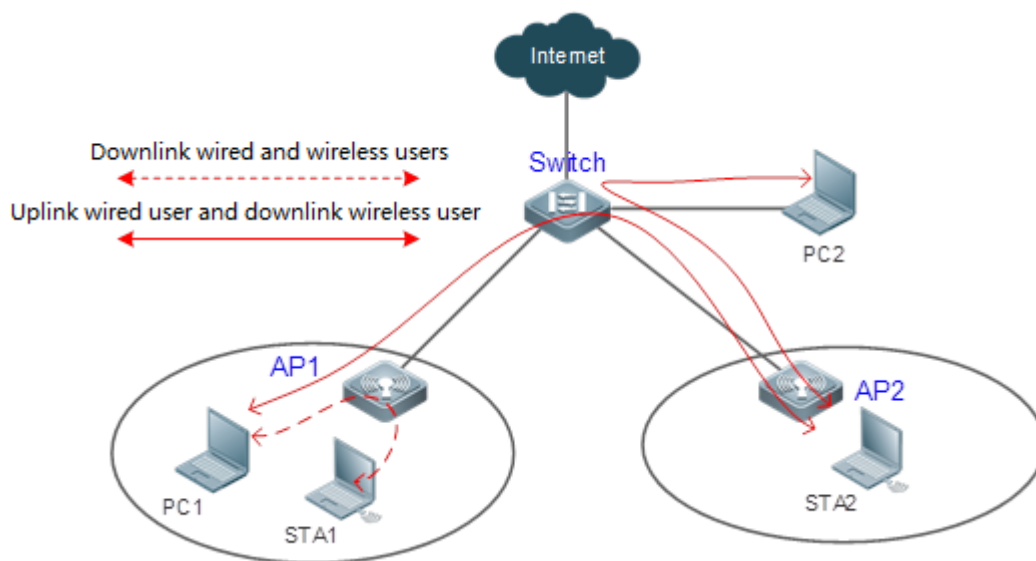 Internet
Downlink wired and wireless users
Switch
Uplink wired user and downlink wireless user
PC2
AP1
AP2
PC1
STA1
STA2